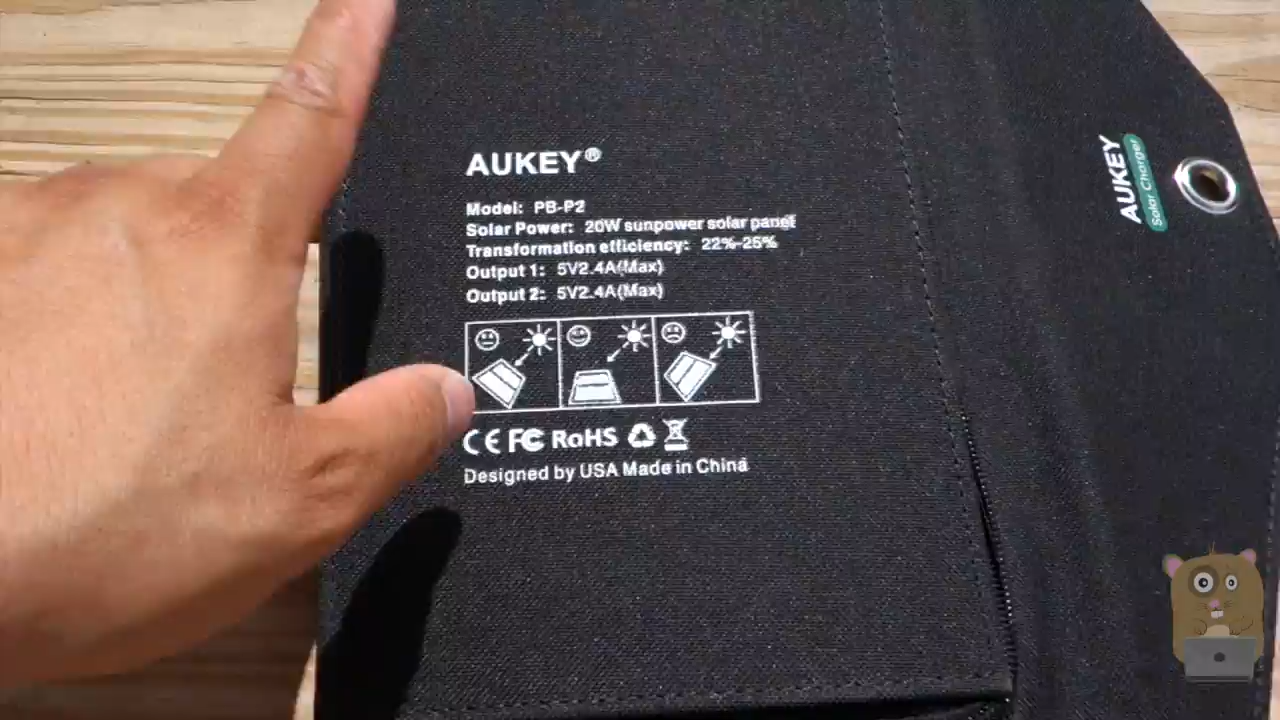 AUKEY®
Model: PB-P2
Solar Power: 20W sunpower solar panel
Transformation efficiency: 22%-25%
Output 1: 5V2.4A(Max)
Output 2: 5V2.4A(Max)
CE FC RoHS
Designed by USA Made in China
AUKEY
Solar Charger